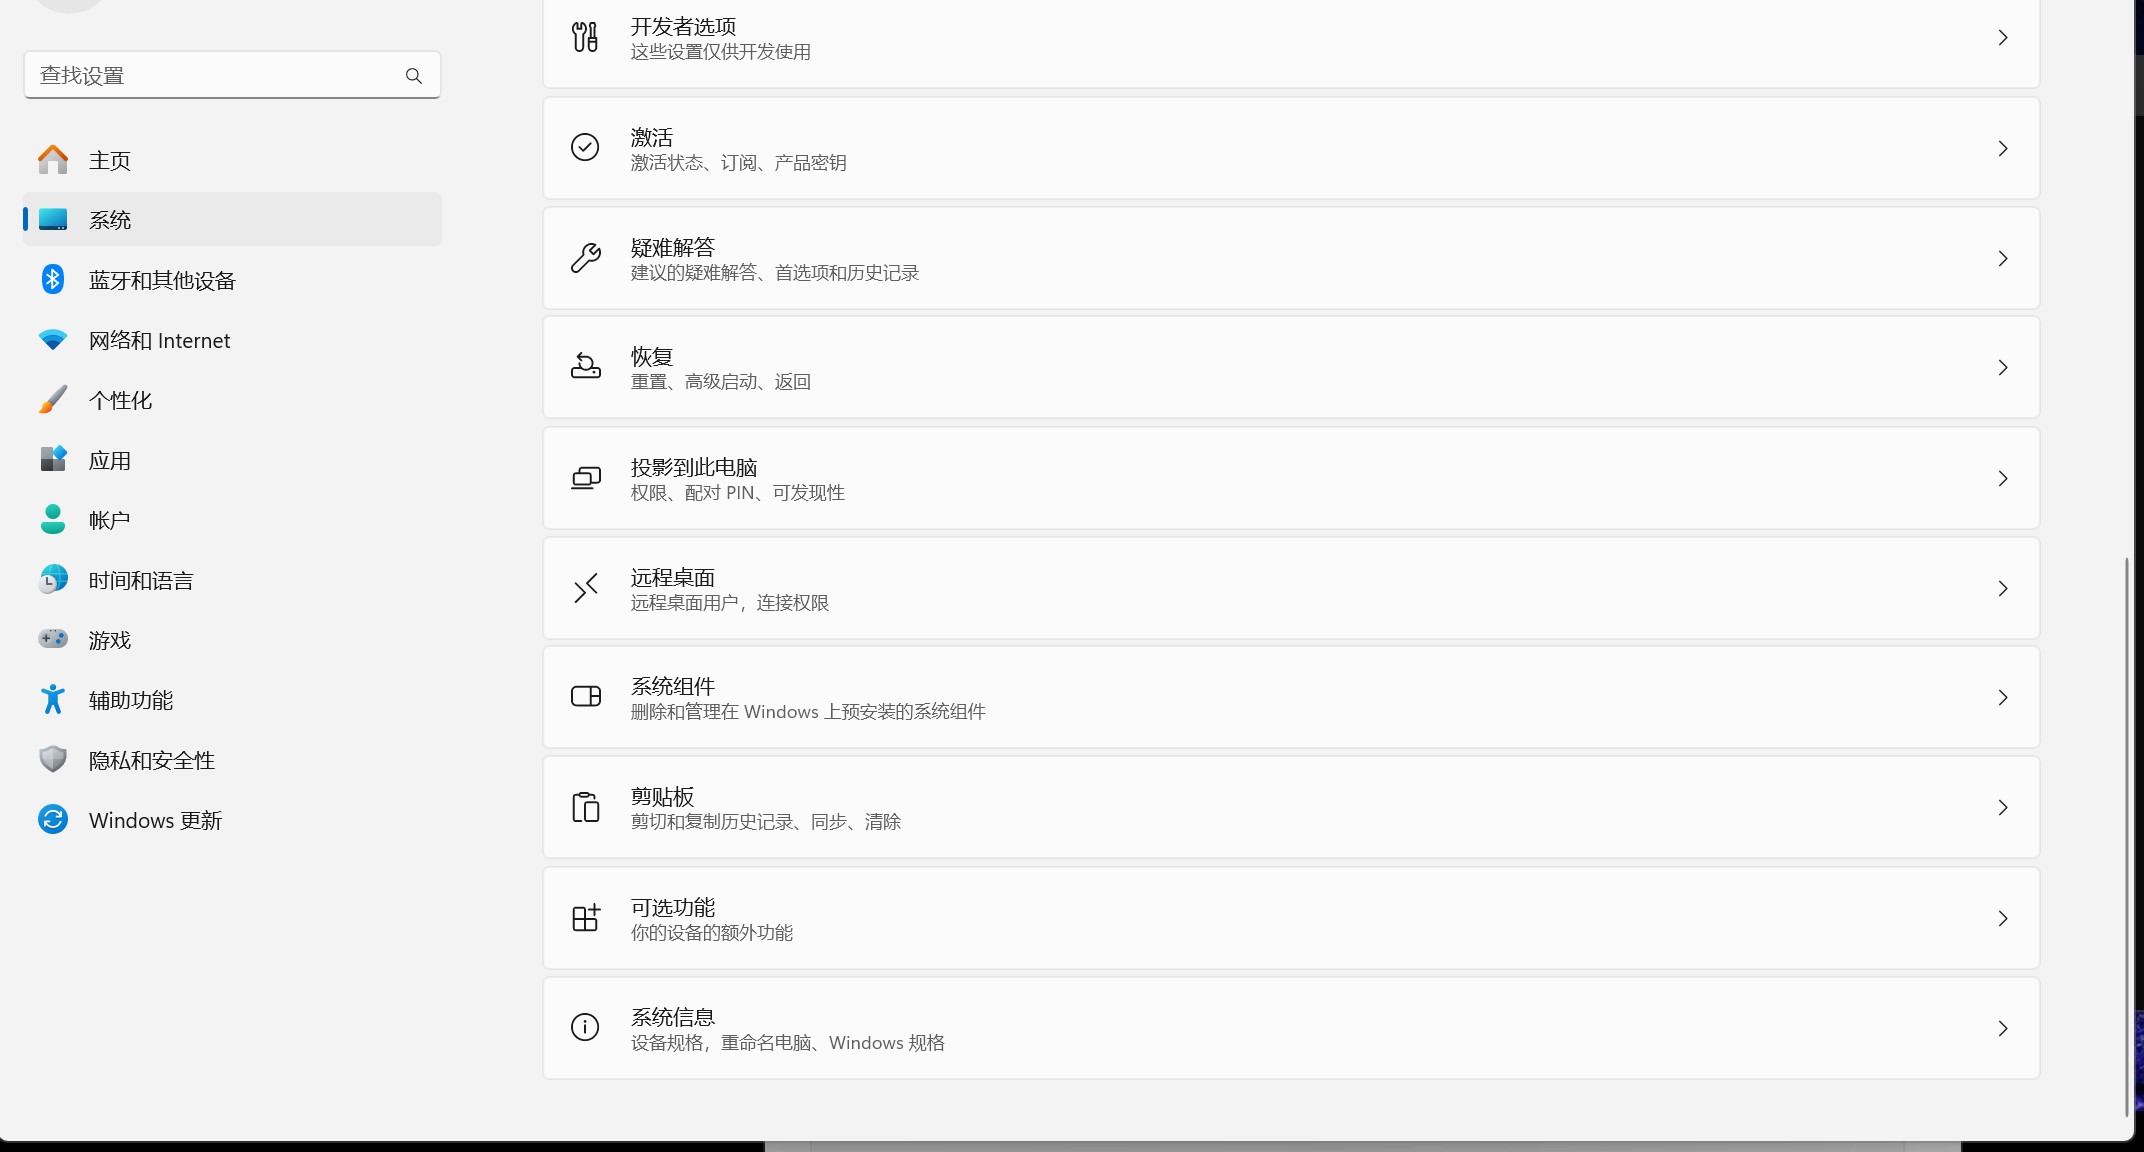 查找设置
主页
系统
蓝牙和其他设备
网络和 Internet
个性化
应用
帐户
时间和语言
游戏
辅助功能
隐私和安全性
Windows 更新
开发者选项
这些设置仅供开发使用
激活
激活状态、订阅、产品密钥
疑难解答
建议的疑难解答、首选项和历史记录
恢复
重置、高级启动、返回
投影到此电脑
权限、配对 PIN、可发现性
远程桌面
远程桌面用户，连接权限
系统组件
删除和管理在 Windows 上预安装的系统组件
剪贴板
剪切和复制历史记录、同步、清除
可选功能
你的设备的额外功能
系统信息
设备规格，重命名电脑、Windows 规格